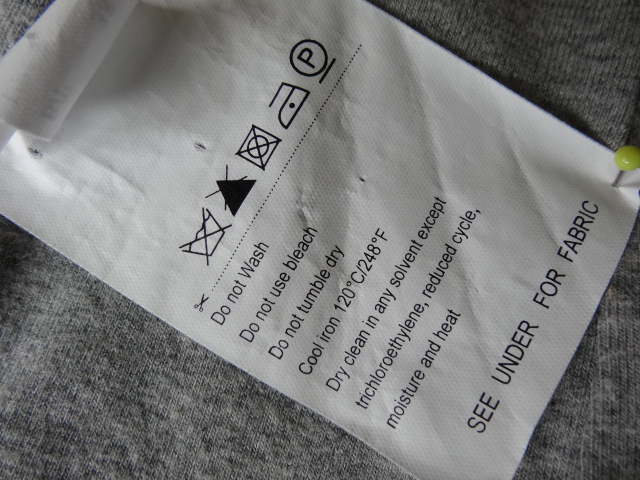 P
Do not Wash
Do not use bleach
Do not tumble dry
Cool iron 120°C/248°F
Dry clean in any solvent except
trichloroethylene, reduced cycle,
moisture and heat
SEE UNDER FOR FABRIC